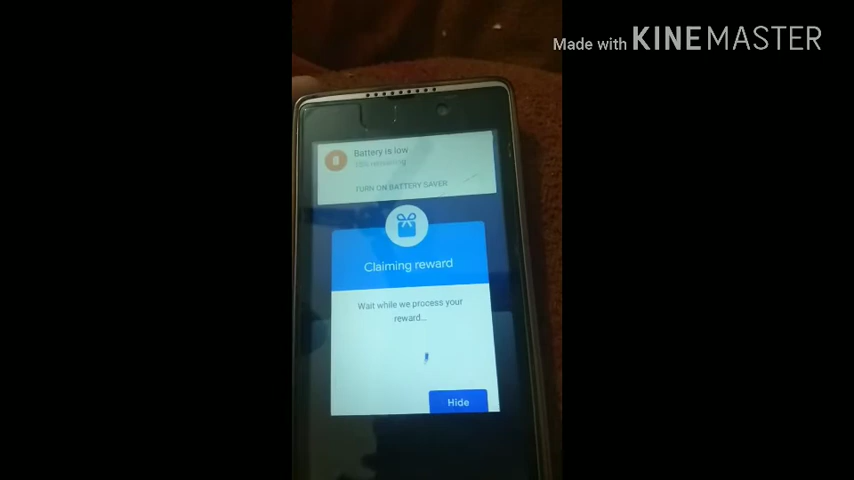 Made with KINEMASTER
Battery is low
remaining
TURN ON BATTERY SAVER
Claiming reward
Wait while we process your
reward...
Hide